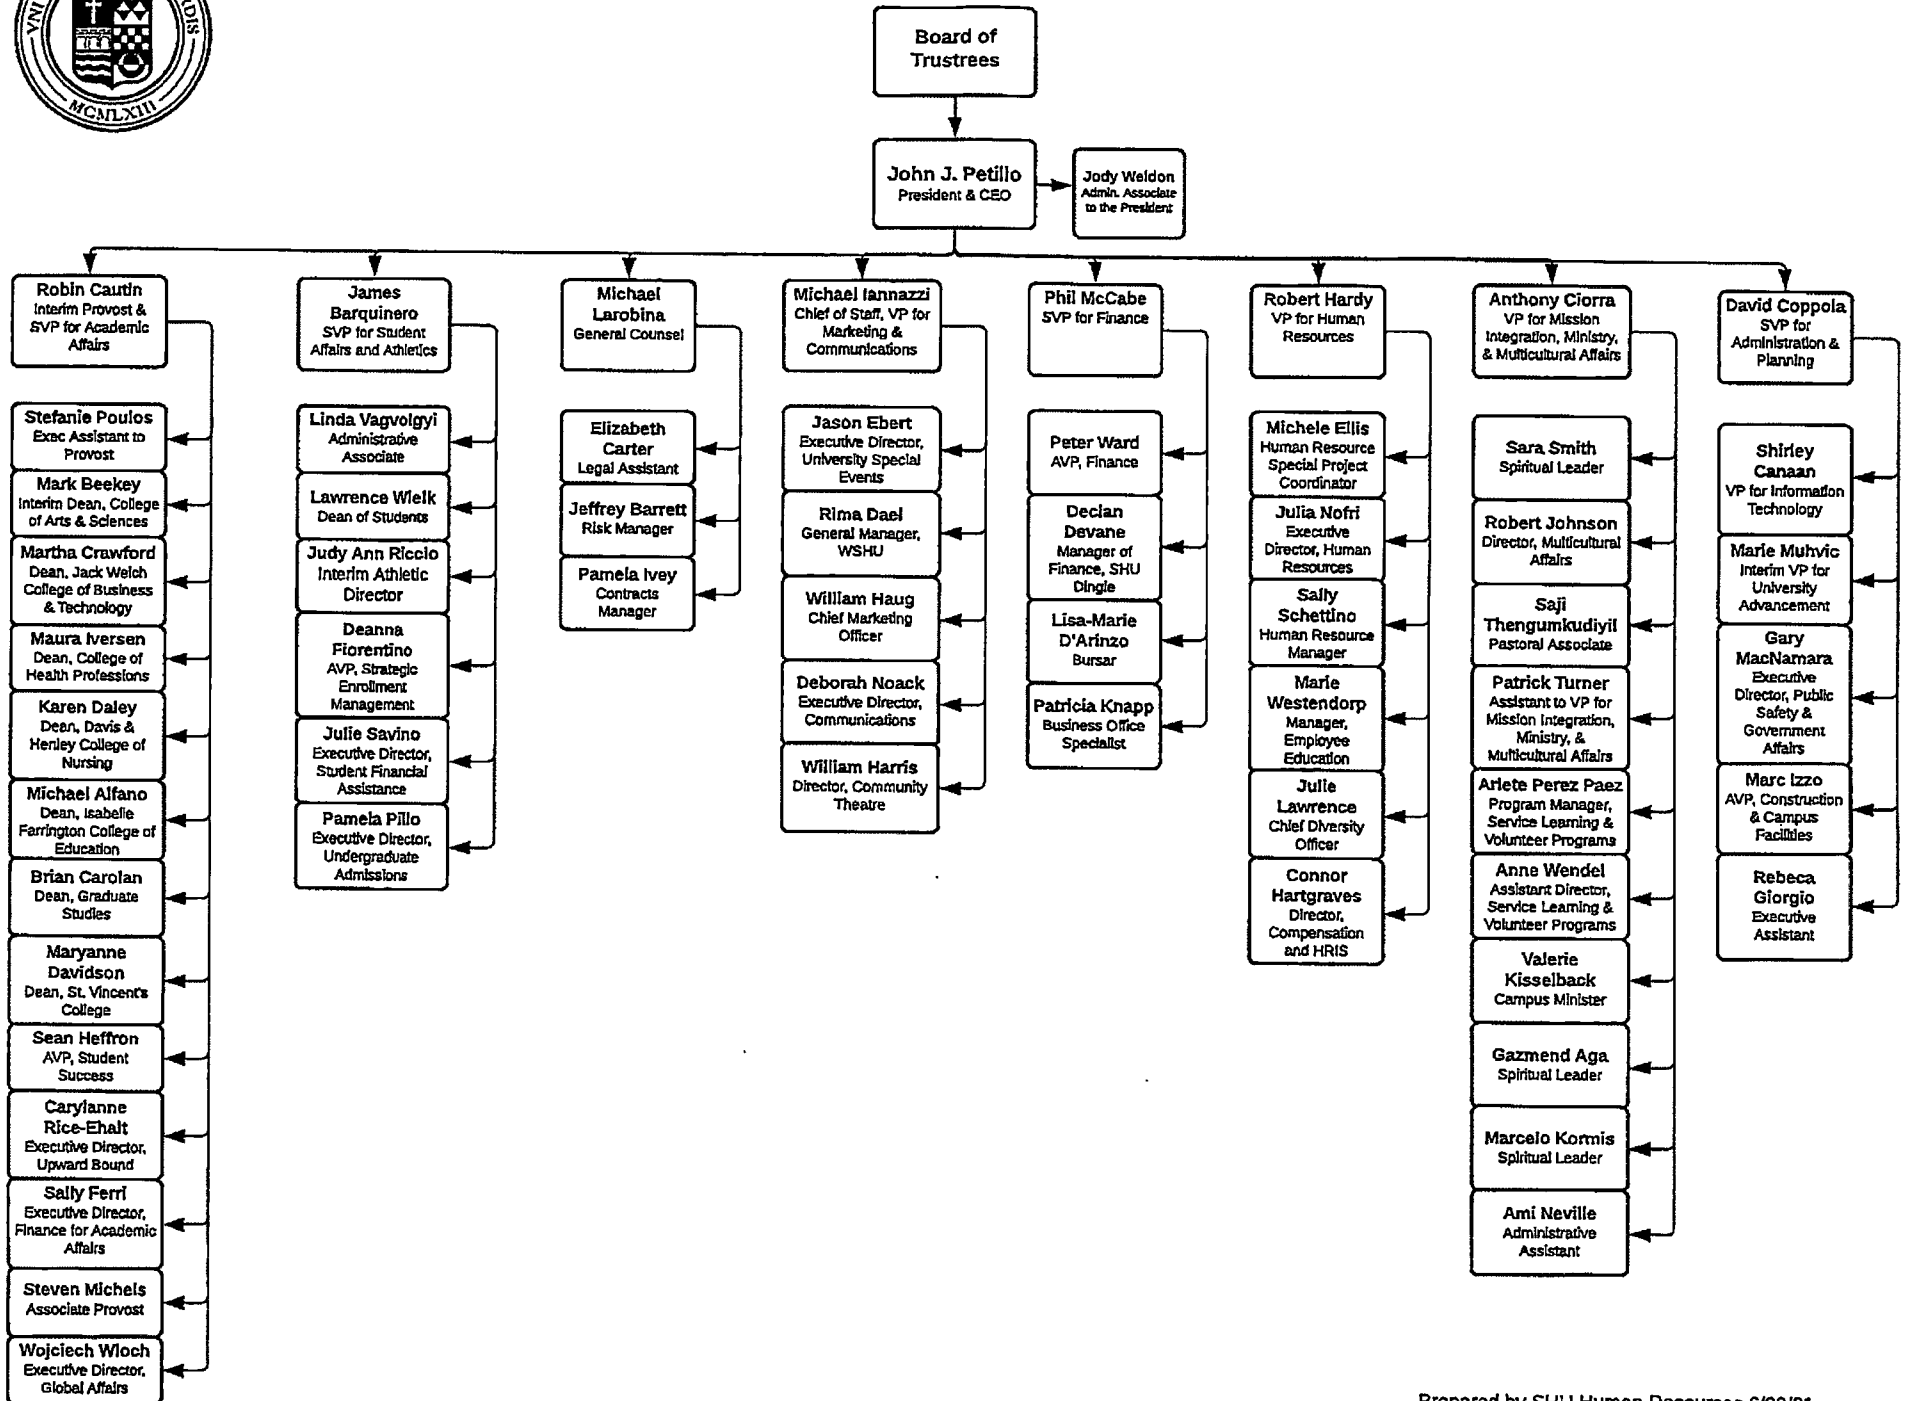 MCMLXIII
Board of
Trustrees
John J. Petillo
President & CEO
Jody Weldon
Admin. Associate
to the President
Robin Cautin
Interim Provost &
SVP for Academic
Affairs
Stefanie Poulos
Exec Assistant to
Provost
Mark Beekey
Interim Dean, College
of Arts & Sciences
Martha Crawford
Dean, Jack Welch
College of Business
& Technology
Maura Iversen
Dean, College of
Health Professions
Karen Daley
Dean, Davis &
Henley College of
Nursing
Michael Alfano
Dean, Isabelle
Farrington College of
Education
Brian Carolan
Dean, Graduate
Studies
Maryanne
Davidson
Dean, St. Vincent's
College
Sean Heffron
AVP, Student
Success
Carylanne
Rice-Ehalt
Executive Director,
Upward Bound
Sally Ferri
Executive Director,
Finance for Academic
Affairs
Steven Michels
Associate Provost
Wojciech Wloch
Executive Director,
Global Affairs
James
Barquinero
SVP for Student
Affairs and Athletics
Linda Vagvolgyi
Administrative
Associate
Lawrence Wielk
Dean of Students
Judy Ann Riccio
Interim Athletic
Director
Deanna
Fiorentino
AVP, Strategic
Enrollment
Management
Julie Savino
Executive Director,
Student Financial
Assistance
Pamela Pillo
Executive Director,
Undergraduate
Admissions
Michael
Larobina
General Counsel
Elizabeth
Carter
Legal Assistant
Jeffrey Barrett
Risk Manager
Pamela Ivey
Contracts
Manager
Michael Iannazzi
Chief of Staff, VP for
Marketing &
Communications
Jason Ebert
Executive Director,
University Special
Events
Rima Dael
General Manager,
WSHU
William Haug
Chief Marketing
Officer
Deborah Noack
Executive Director,
Communications
William Harris
Director, Community
Theatre
Phil McCabe
SVP for Finance
Peter Ward
AVP, Finance
Declan
Devane
Manager of
Finance, SHU
Dingle
Lisa-Marie
D'Arinzo
Bursar
Patricia Knapp
Business Office
Specialist
Robert Hardy
VP for Human
Resources
Michele Ellis
Human Resource
Special Project
Coordinator
Julia Nofri
Executive
Director, Human
Resources
Sally
Schettino
Human Resource
Manager
Marie
Westendorp
Manager,
Employee
Education
Julie
Lawrence
Chief Diversity
Officer
Connor
Hartgraves
Director,
Compensation
and HRIS
Anthony Ciorra
VP for Mission
Integration, Ministry,
& Multicultural Affairs
Sara Smith
Spiritual Leader
Robert Johnson
Director, Multicultural
Affairs
Saji
Thengumkudiyil
Pastoral Associate
Patrick Turner
Assistant to VP for
Mission Integration,
Ministry, &
Multicultural Affairs
Arlete Perez Paez
Program Manager,
Service Learning &
Volunteer Programs
Anne Wendel
Assistant Director,
Service Learning &
Volunteer Programs
Valerie
Kisselback
Campus Minister
Gazmend Aga
Spiritual Leader
Marcelo Kormis
Spiritual Leader
Ami Neville
Administrative
Assistant
David Coppola
SVP for
Administration &
Planning
Shirley
Canaan
VP for Information
Technology
Marie Muhvic
Interim VP for
University
Advancement
Gary
MacNamara
Executive
Director, Public
Safety &
Government
Affairs
Marc Izzo
AVP, Construction
& Campus
Facilities
Rebeca
Giorgio
Executive
Assistant
Prepared by SHU Human Resources